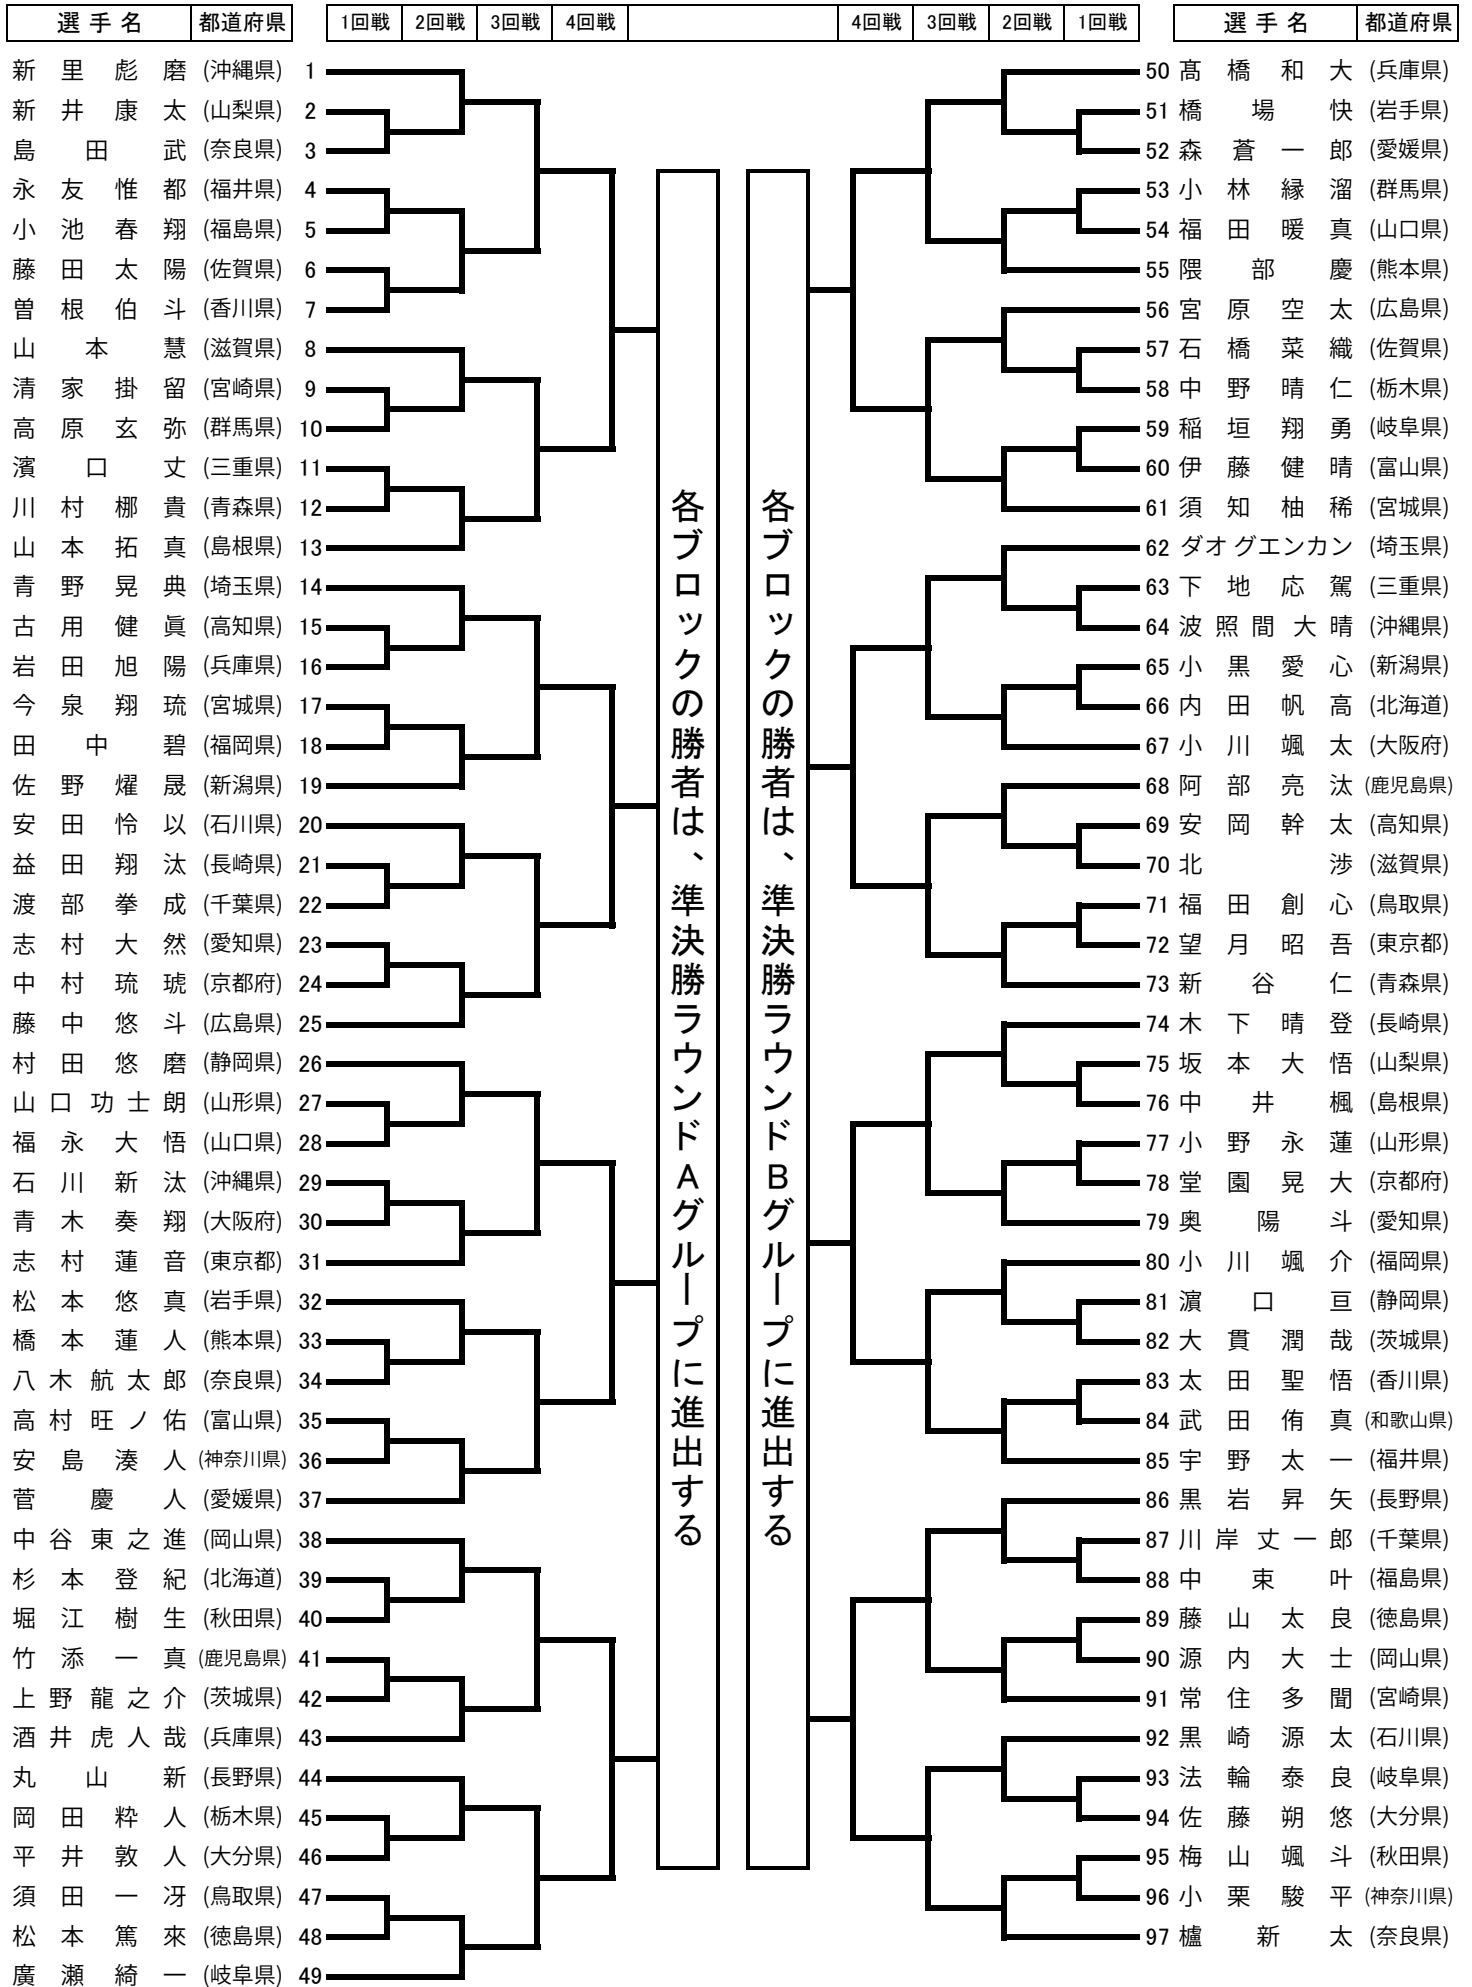 選手名 都道府県 1回戦 2回戦 3回戦 4回戦 4回戦 3回戦 2回戦 1回戦 選手名 都道府県
新里彪磨 (沖縄県) 1
新井康太 (山梨県) 2
島田武 (奈良県) 3
永友惟都 (福井県) 4
小池春翔 (福島県) 5
藤田太陽 (佐賀県) 6
曽根伯斗 (香川県) 7
山本慧 (滋賀県) 8
清家掛留 (宮崎県) 9
高原玄弥 (群馬県) 10
濱口丈 (三重県) 11
川村梛貴 (青森県) 12
山本拓真 (島根県) 13
青野晃典 (埼玉県) 14
古用健眞 (高知県) 15
岩田旭陽 (兵庫県) 16
今泉翔琉 (宮城県) 17
田中碧 (福岡県) 18
佐野燿晟 (新潟県) 19
安田怜以 (石川県) 20
益田翔汰 (長崎県) 21
渡部拳成 (千葉県) 22
志村大然 (愛知県) 23
中村琉琥 (京都府) 24
藤中悠斗 (広島県) 25
村田悠磨 (静岡県) 26
山口功士朗 (山形県) 27
福永大悟 (山口県) 28
石川新汰 (沖縄県) 29
青木奏翔 (大阪府) 30
志村蓮音 (東京都) 31
松本悠真 (岩手県) 32
橋本蓮人 (熊本県) 33
八木航太郎 (奈良県) 34
高村旺ノ佑 (富山県) 35
安島湊人 (神奈川県) 36
菅慶人 (愛媛県) 37
中谷東之進 (岡山県) 38
杉本登紀 (北海道) 39
堀江樹生 (秋田県) 40
竹添一真 (鹿児島県) 41
上野龍之介 (茨城県) 42
酒井虎人哉 (兵庫県) 43
丸山新 (長野県) 44
岡田粋人 (栃木県) 45
平井敦人 (大分県) 46
須田一冴 (鳥取県) 47
松本篤來 (徳島県) 48
廣瀬綺一 (岐阜県) 49
各ブロックの勝者は、準決勝ラウンドAグループに進出する
各ブロックの勝者は、準決勝ラウンドBグループに進出する
50 髙橋和大 (兵庫県)
51 橋場快 (岩手県)
52 森蒼一郎 (愛媛県)
53 小林縁溜 (群馬県)
54 福田暖真 (山口県)
55 隈部慶 (熊本県)
56 宮原空太 (広島県)
57 石橋菜織 (佐賀県)
58 中野晴仁 (栃木県)
59 稲垣翔勇 (岐阜県)
60 伊藤健晴 (富山県)
61 須知柚稀 (宮城県)
62 ダオグエンカン (埼玉県)
63 下地応駕 (三重県)
64 波照間大晴 (沖縄県)
65 小黒愛心 (新潟県)
66 内田帆高 (北海道)
67 小川颯太 (大阪府)
68 阿部亮汰 (鹿児島県)
69 安岡幹太 (高知県)
70 北渉 (滋賀県)
71 福田創心 (鳥取県)
72 望月昭吾 (東京都)
73 新谷仁 (青森県)
74 木下晴登 (長崎県)
75 坂本大悟 (山梨県)
76 中井楓 (島根県)
77 小野永蓮 (山形県)
78 堂園晃大 (京都府)
79 奥陽斗 (愛知県)
80 小川颯介 (福岡県)
81 濵口亘 (静岡県)
82 大貫潤哉 (茨城県)
83 太田聖悟 (香川県)
84 武田侑真 (和歌山県)
85 宇野太一 (福井県)
86 黒岩昇矢 (長野県)
87 川岸丈一郎 (千葉県)
88 中束叶 (福島県)
89 藤山太良 (徳島県)
90 源内大士 (岡山県)
91 常住多聞 (宮崎県)
92 黒崎源太 (石川県)
93 法輪泰良 (岐阜県)
94 佐藤朔悠 (大分県)
95 梅山颯斗 (秋田県)
96 小栗駿平 (神奈川県)
97 櫨新太 (奈良県)